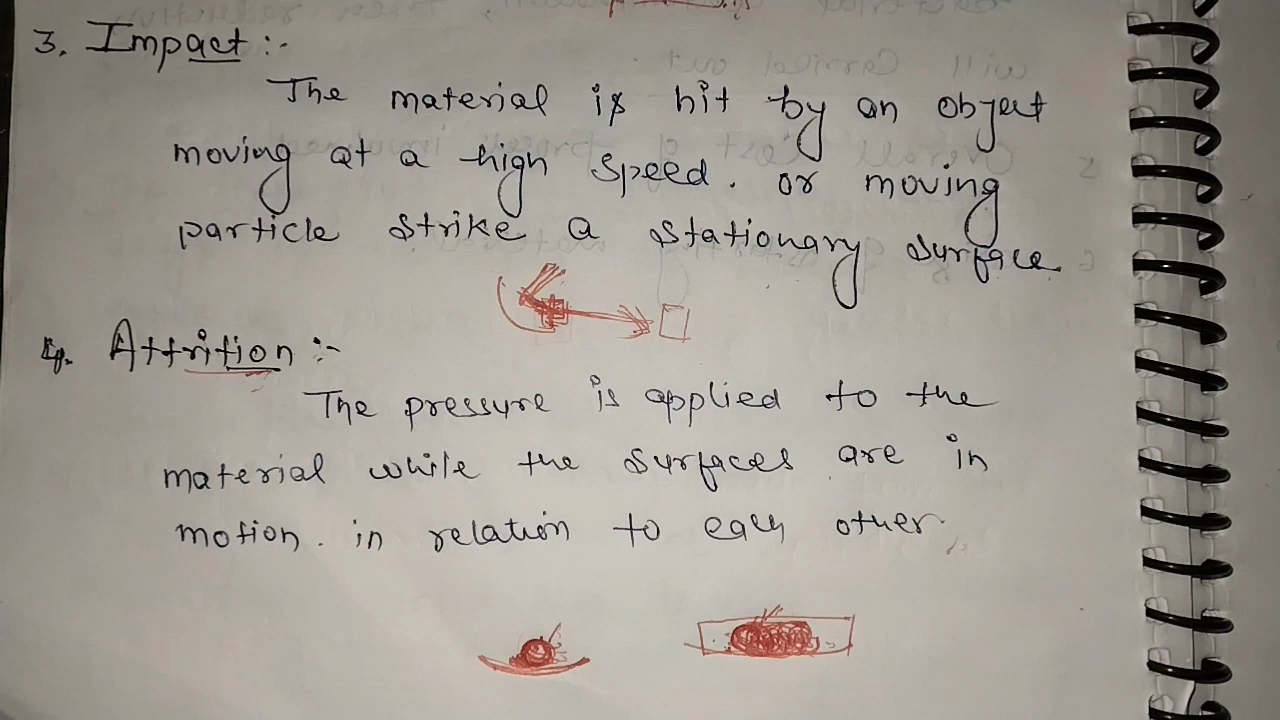 3. Impact :-
The material is hit by an object
moving at a high speed. or moving
particle strike a stationary surface
4. Attrition :-
The pressure is applied to the
material while the surfaces are in
motion. in relation to each other